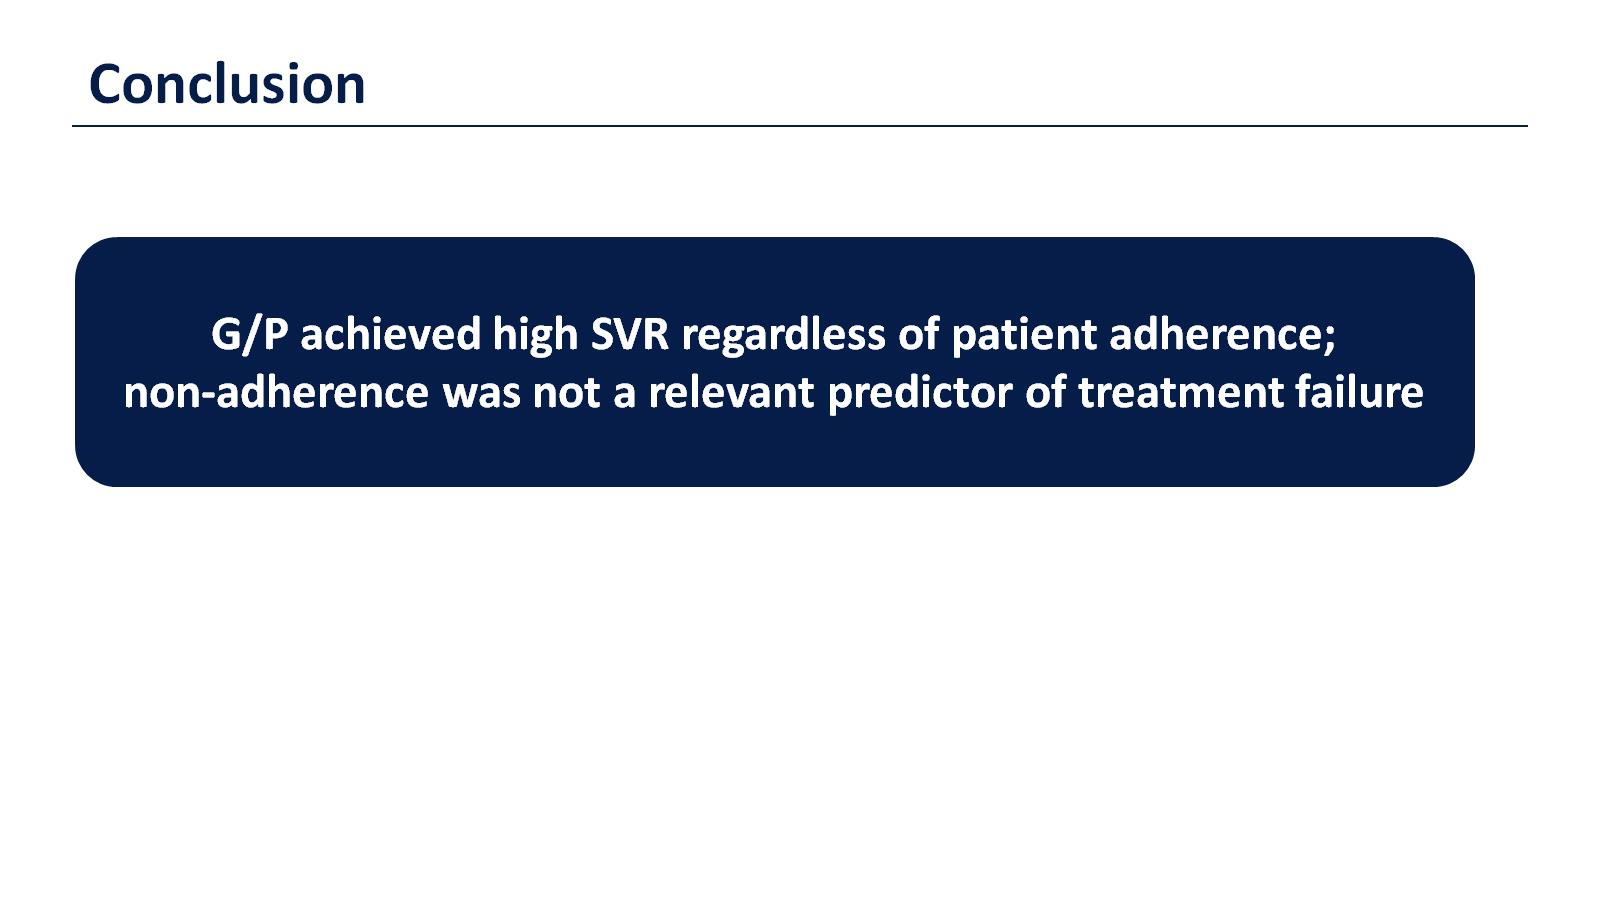 Conclusion
G/P achieved high SVR regardless of patient adherence;
non-adherence was not a relevant predictor of treatment failure